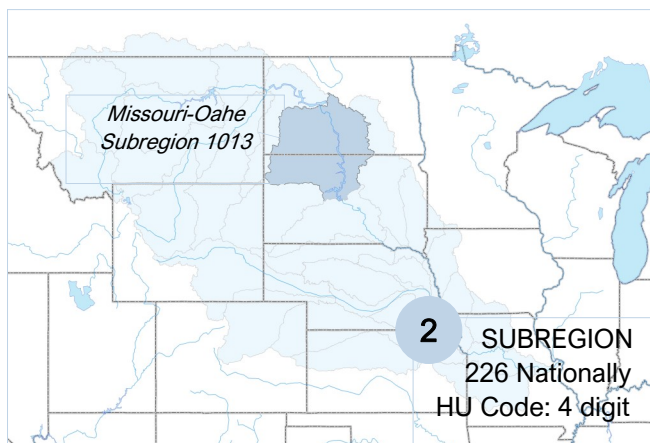 Missouri-Oahe
Subregion 1013
2
SUBREGION
226 Nationally
HU Code: 4 digit